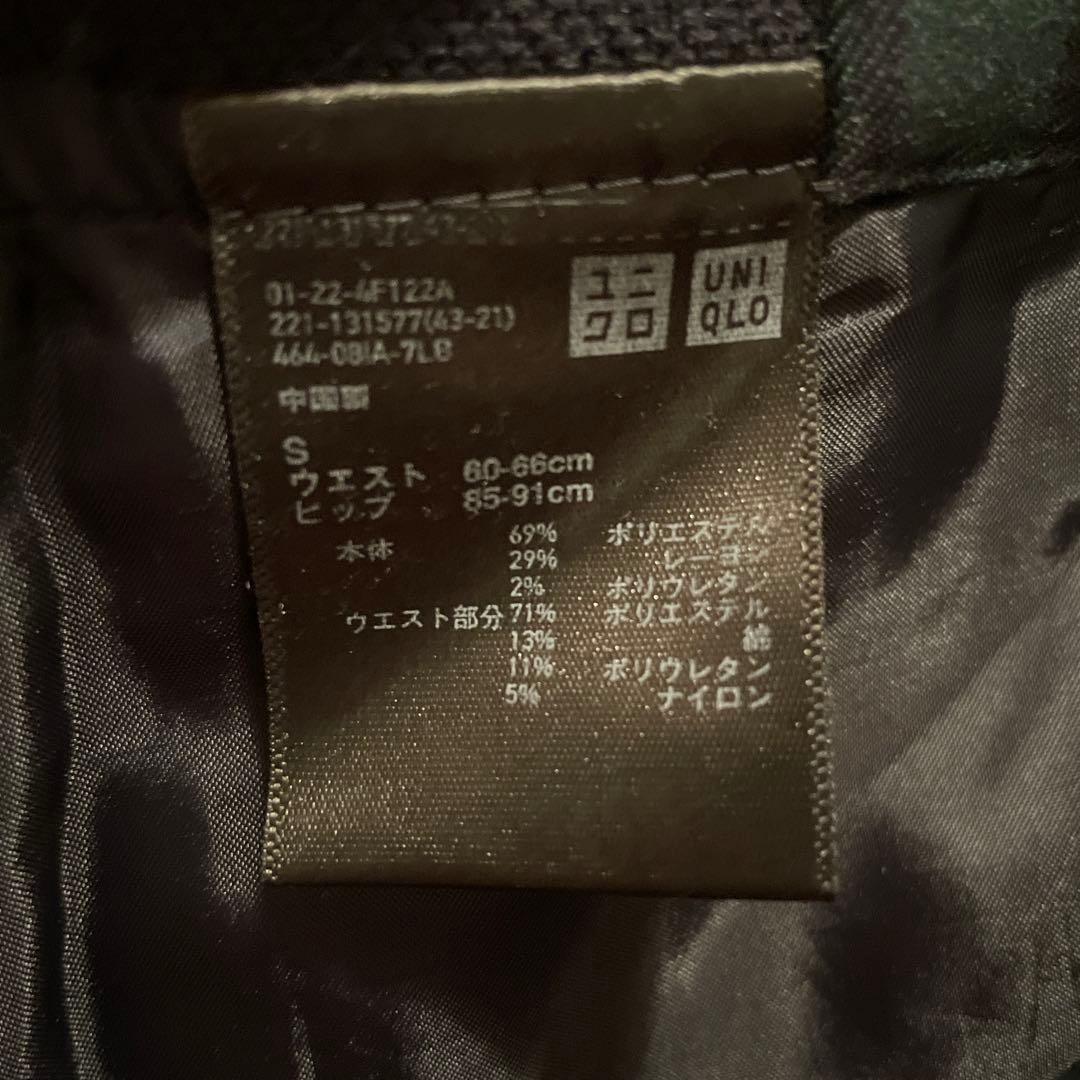 01-22-4F122A
221-131577(43-21)
ユニ
クロ
UNI
QLO
中国製
S
ウエスト 60-66cm
ヒップ 85-91cm
本体 69% ポリエステル
29% レーヨン
2% ポリウレタン
ウエスト部分 71% ポリエステル
13% 綿
11% ポリウレタン
5% ナイロン